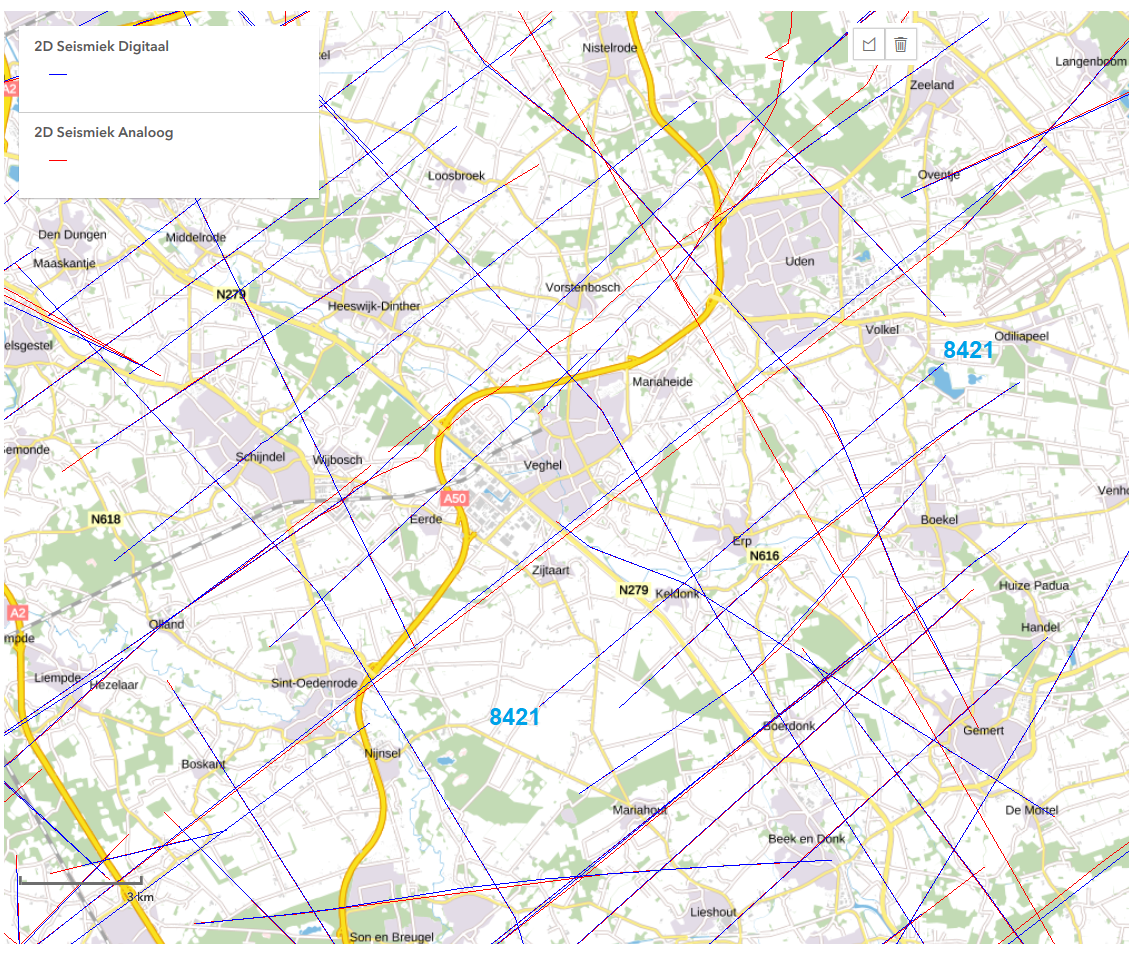 2D Seismiek Digitaal
2D Seismiek Analoog
Nistelrode
Langenboom
Zeeland
A2
Loosbroek
Oventje
Den Dungen
Middelrode
Maaskantje
Uden
N279
Heeswijk-Dinther
Vorstenbosch
Volkel
Odiliapeel
elsgestel
8421
Mariaheide
emonde
Schijndel
Wijbosch
Veghel
A50
Venho
N618
Eerde
Boekel
Erp
N616
Zijtaart
N279
Keldonk
Huize Padua
A2
Olland
Handel
mpde
Liempde
Hezelaar
Sint-Oedenrode
8421
Boerdonk
Gemert
Nijnsel
Boskant
Mariahout
De Mortel
Beek en Donk
3 km
Lieshout
Son en Breugel